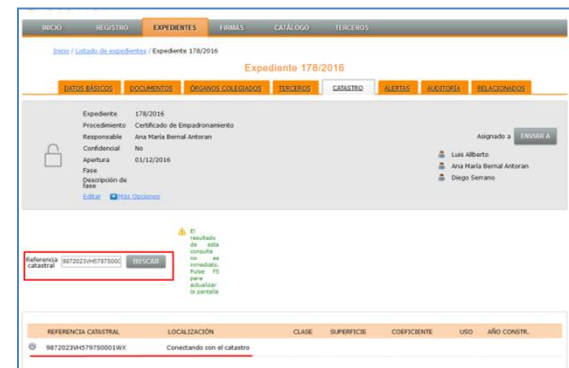 INICIO REGISTRO EXPEDIENTES FIRMAS CATÁLOGO TERCEROS
Inicio / Listado de expedientes / Expediente 178/2016
Expediente 178/2016
DATOS BÁSICOS DOCUMENTOS ÓRGANOS COLEGIADOS TERCEROS CATASTRO ALERTAS AUDITORÍA RELACIONADOS
Expediente 178/2016
Procedimiento Certificado de Empadronamiento
Responsable Ana María Bernal Antoran
Confidencial No
Apertura 01/12/2016
Fase
Descripción de
fase
Editar Más Opciones
Asignado a ENVIAR A
Luis Aliberto
Ana María Bernal Antoran
Diego Serrano
Referencia
catastral 9872023VH5797S000 BUSCAR
El
resultado
de esta
consulta
no es
inmediato.
Pulse F5
para
actualizar
la pantalla
REFERENCIA CATASTRAL LOCALIZACIÓN CLASE SUPERFICIE COEFICIENTE USO AÑO CONSTR.
9872023VH5797S0001WX Conectando con el catastro